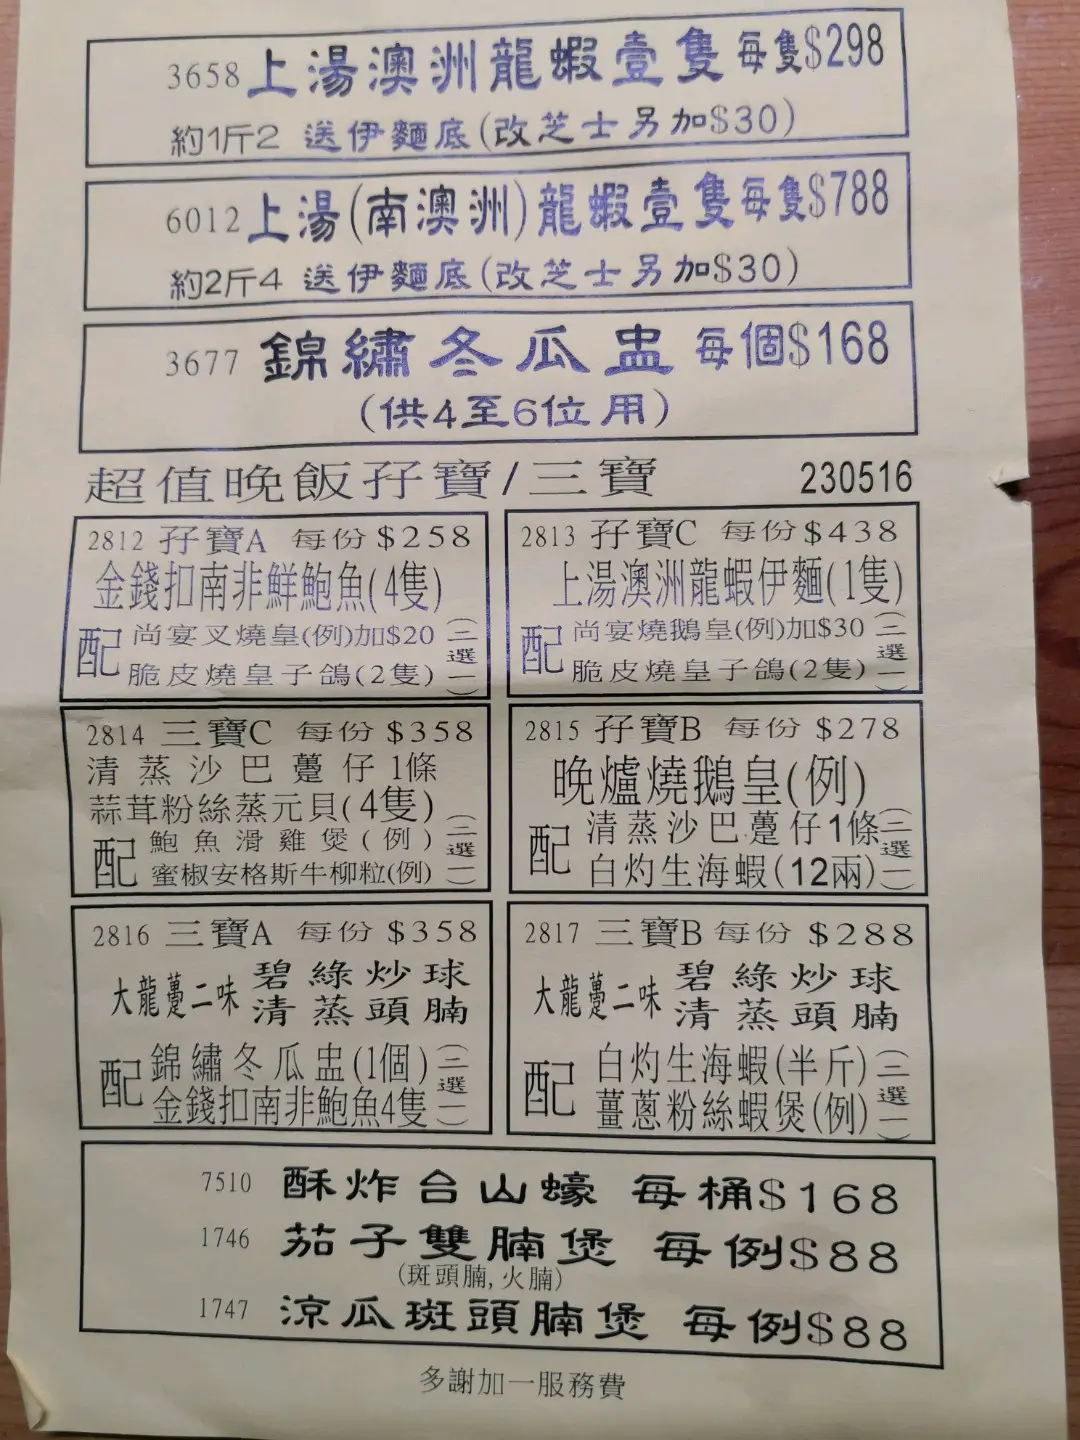 3658 上湯澳洲龍蝦壹隻 每隻$298
約1斤2 送伊麵底(改芝士另加$30)
6012 上湯(南澳洲)龍蝦壹隻 每隻$788
約2斤4 送伊麵底(改芝士另加$30)
3677 錦繡冬瓜盅 每個$168
(供4至6位用)
超值晚飯孖寶/三寶 230516
2812 孖寶A 每份 $258
金錢扣南非鮮鮑魚(4隻)
配 尚宴叉燒皇(例)加$20
脆皮燒皇子鴿(2隻)
(二選一)
2813 孖寶C 每份 $438
上湯澳洲龍蝦伊麵(1隻)
配 尚宴燒鵝皇(例)加$30
脆皮燒皇子鴿(2隻)
(二選一)
2814 三寶C 每份 $358
清蒸沙巴躉仔1條
蒜茸粉絲蒸元貝(4隻)
配 鮑魚滑雞煲(例)
蜜椒安格斯牛柳粒(例)
(二選一)
2815 孖寶B 每份 $278
晚爐燒鵝皇(例)
配 清蒸沙巴躉仔1條
白灼生海蝦(12兩)
(二選一)
2816 三寶A 每份 $358
大龍躉二味 碧綠炒球
清蒸頭腩
配 錦繡冬瓜盅(1個)
金錢扣南非鮑魚4隻
(二選一)
2817 三寶B 每份 $288
大龍躉二味 碧綠炒球
清蒸頭腩
配 白灼生海蝦(半斤)
薑蔥粉絲蝦煲(例)
(二選一)
7510 酥炸台山蠔 每桶$168
1746 茄子雙腩煲 每例$88
(斑頭腩,火腩)
1747 涼瓜斑頭腩煲 每例$88
多謝加一服務費